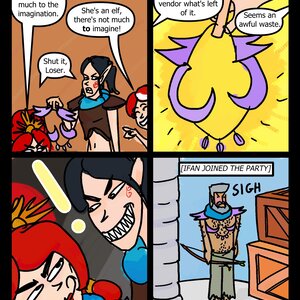 much to the
imagination.
She's an elf,
there's not much
to imagine!
Shut it,
Loser.
vendor what's left
of it.
Seems an
awful waste.
[IFAN JOINED THE PARTY]
SIGH